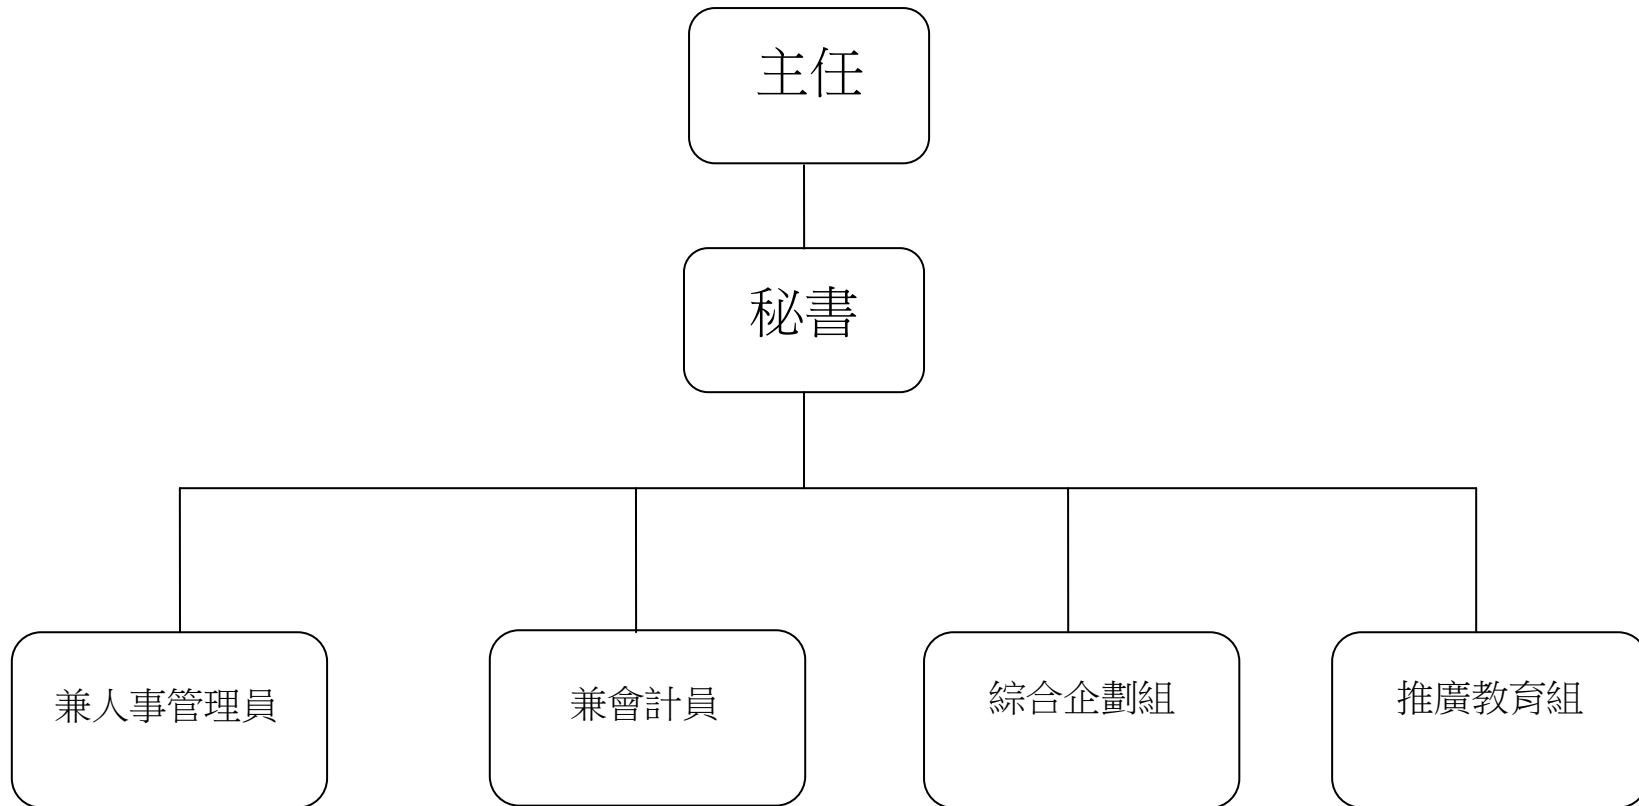 主任
秘書
兼人事管理員
兼會計員
綜合企劃組
推廣教育組